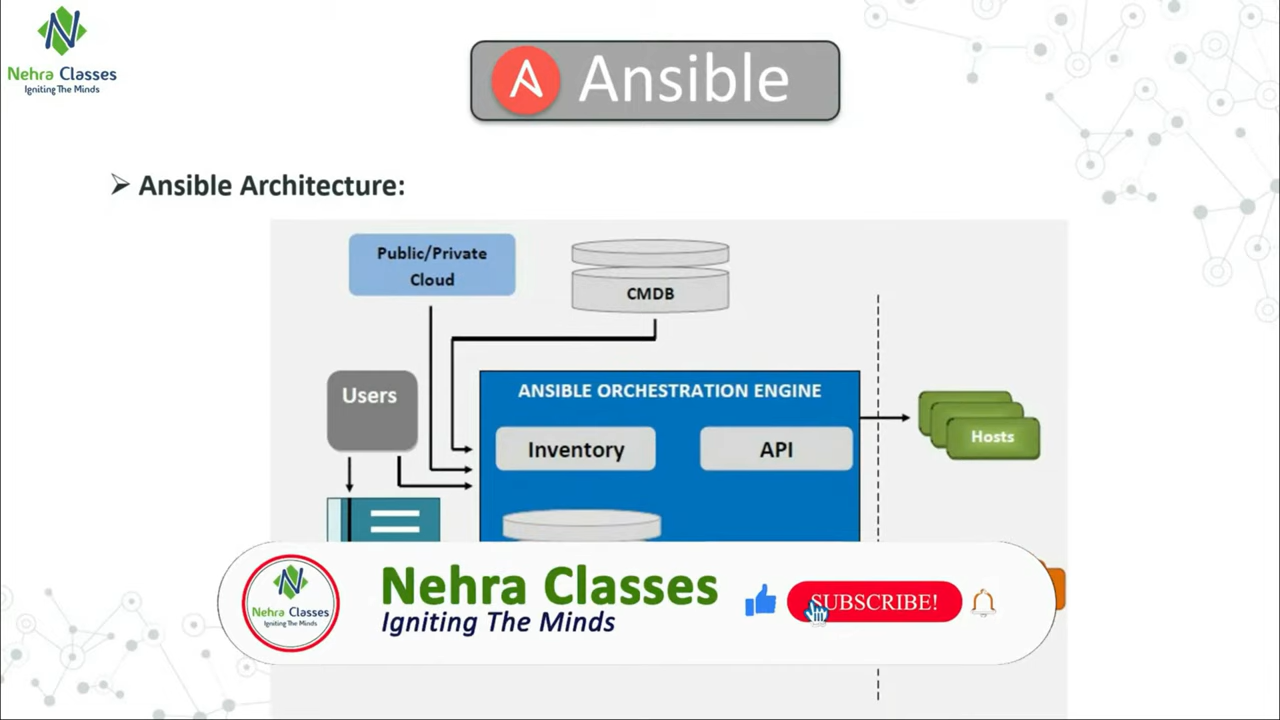 Nehra Classes
Igniting The Minds
Ansible
Ansible Architecture:
Public/Private
Cloud
CMDB
Users
ANSIBLE ORCHESTRATION ENGINE
Inventory
API
Hosts
Nehra Classes
Igniting The Minds
Nehra Classes
Igniting The Minds
SUBSCRIBE!